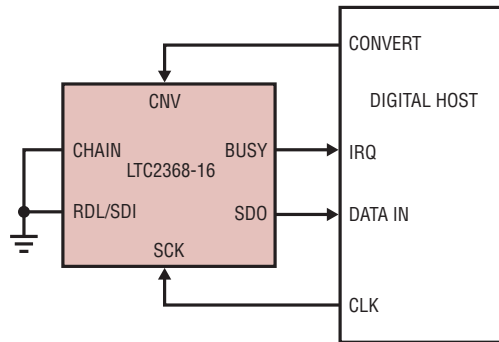 CONVERT
CNV
DIGITAL HOST
CHAIN
BUSY
IRQ
LTC2368-16
RDL/SDI
SDO
DATA IN
SCK
CLK